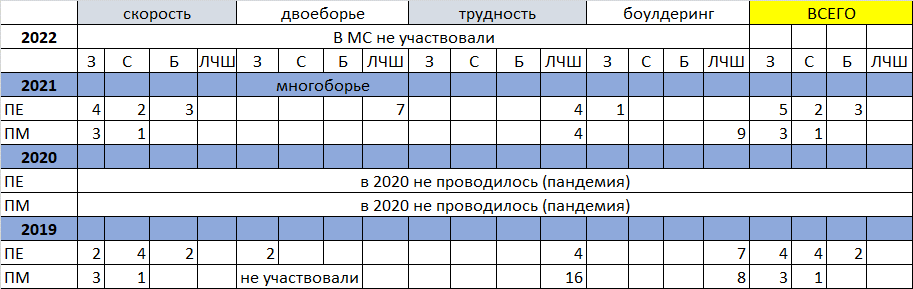 скорость двоеборье трудность боулдеринг ВСЕГО
2022 В МС не участвовали
З С Б ЛЧШ З С Б ЛЧШ З С Б ЛЧШ З С Б ЛЧШ З С Б ЛЧШ
2021 многоборье
ПЕ 4 2 3 7 4 1 5 2 3
ПМ 3 1 4 9 3 1
2020
ПЕ в 2020 не проводилось (пандемия)
ПМ в 2020 не проводилось (пандемия)
2019
ПЕ 2 4 2 2 4 7 4 4 2
ПМ 3 1 не участвовали 16 8 3 1